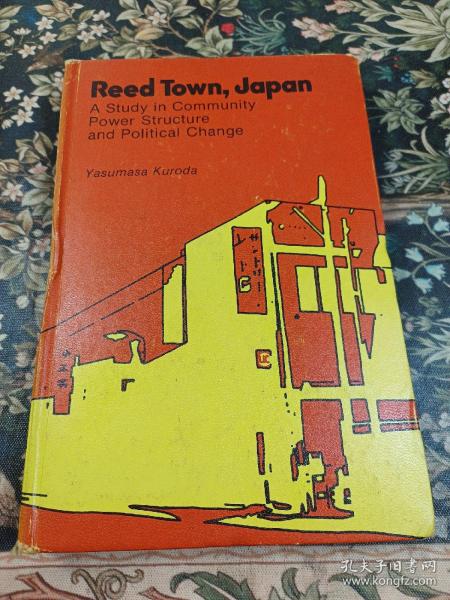 Reed Town, Japan
A Study in Community
Power Structure
and Political Change
Yasumasa Kuroda
孔夫子旧书网
www.kongfz.com